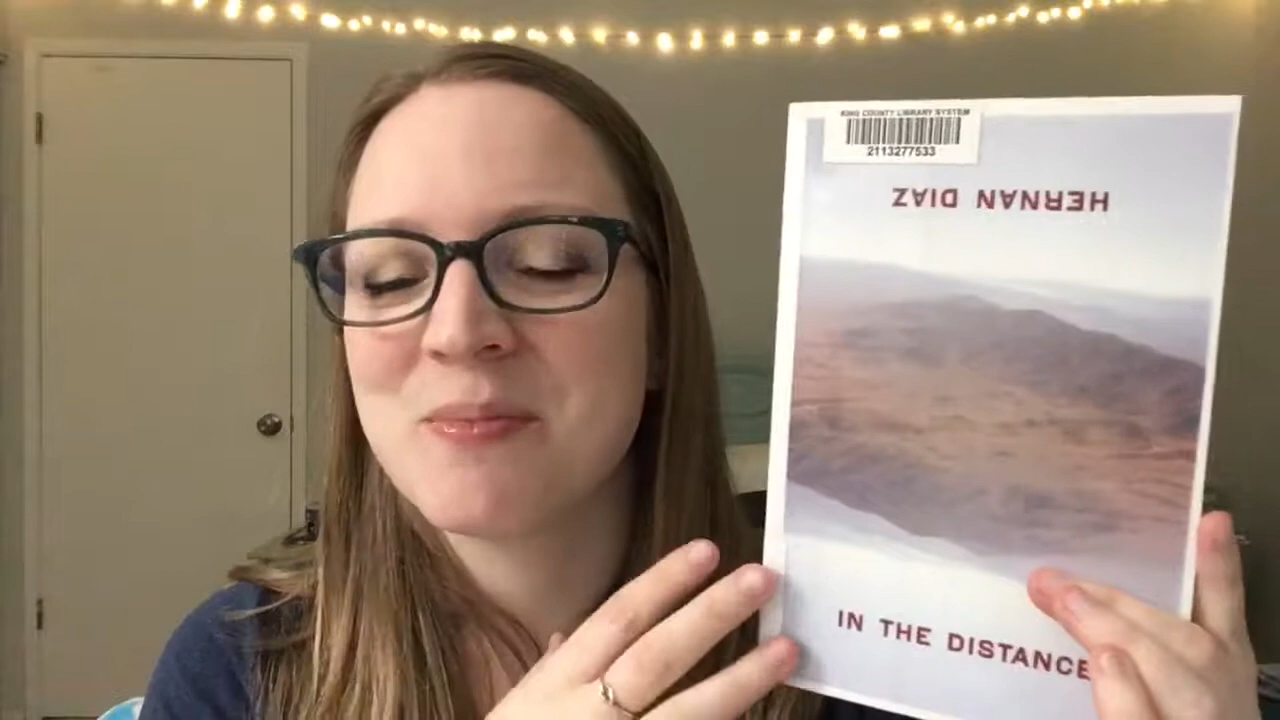 KING COUNTY LIBRARY SYSTEM
2113277533
HERNAN DIAZ
IN THE DISTANCE